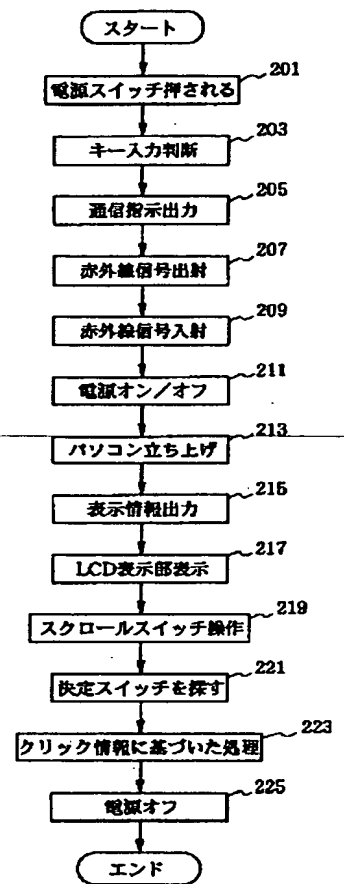 スタート
201
電源スイッチ押される
203
キー入力判断
205
通信指示出力
207
赤外線信号出射
209
赤外線信号入射
211
電源オン/オフ
213
パソコン立ち上げ
215
表示情報出力
217
LCD表示部表示
219
スクロールスイッチ操作
221
決定スイッチを探す
223
クリック情報に基づいた処理
225
電源オフ
エンド